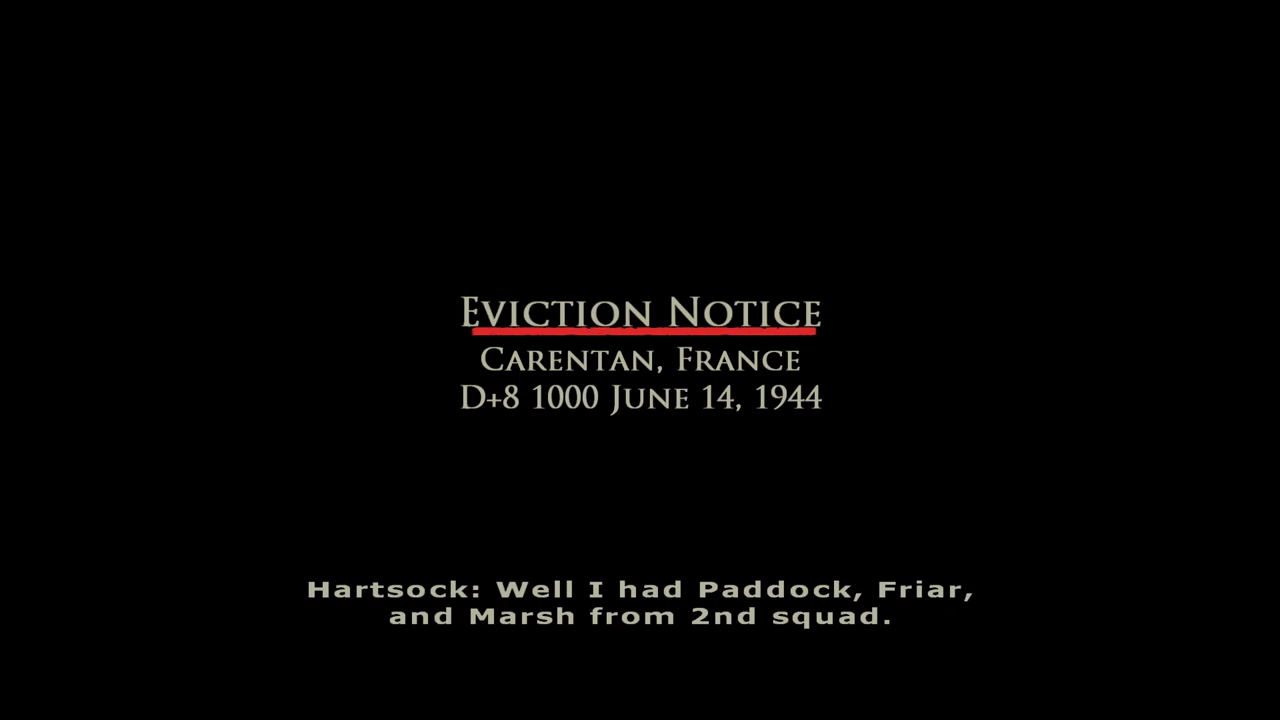 Eviction Notice
Carentan, France
D+8 1000 June 14, 1944
Hartsock: Well I had Paddock, Friar,
and Marsh from 2nd squad.